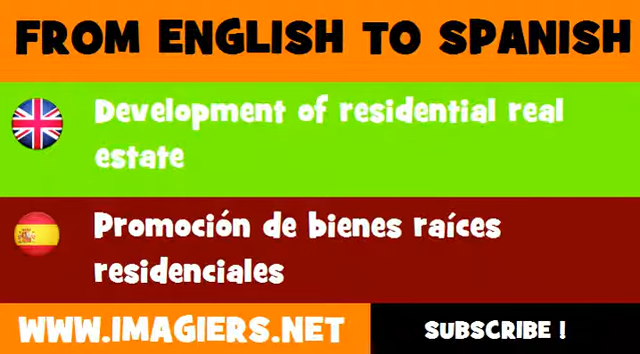 FROM ENGLISH TO SPANISH
Development of residential real
estate
Promoción de bienes raíces
residenciales
WWW.IMAGIERS.NET
SUBSCRIBE !